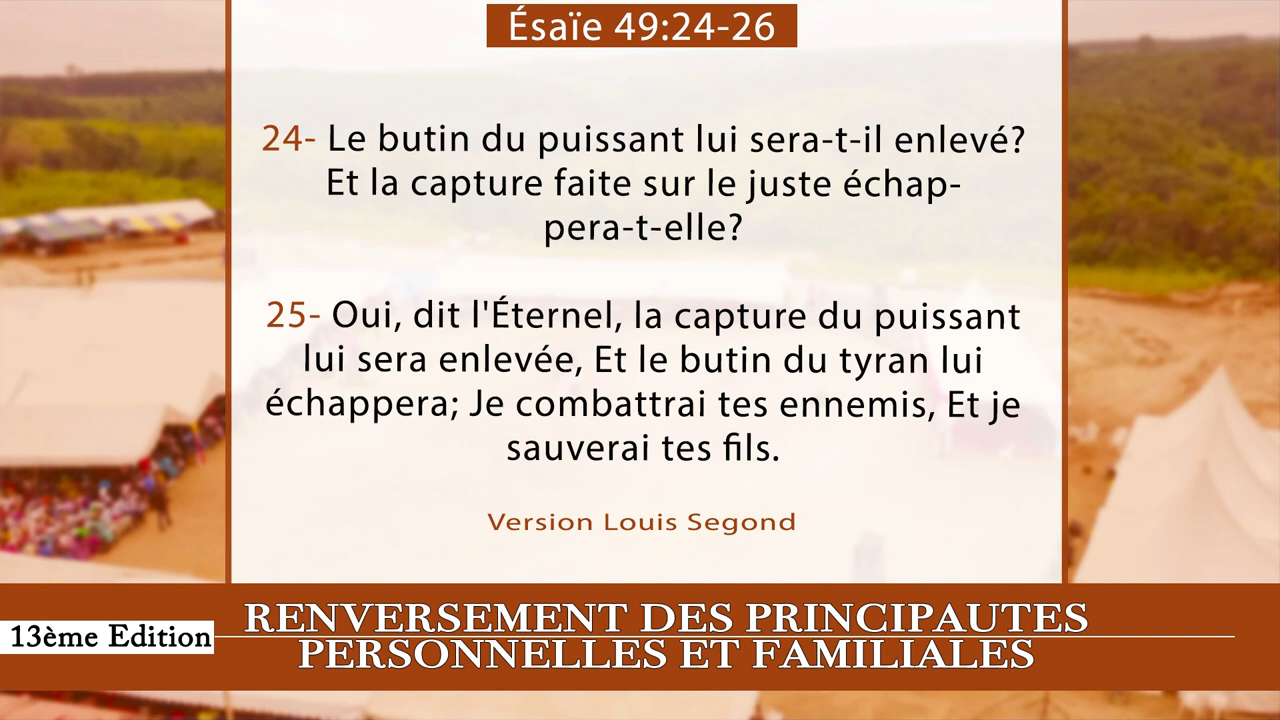 Ésaïe 49:24-26
24- Le butin du puissant lui sera-t-il enlevé?
Et la capture faite sur le juste échap-
pera-t-elle?
25- Oui, dit l'Éternel, la capture du puissant
lui sera enlevée, Et le butin du tyran lui
échappera; Je combattrai tes ennemis, Et je
sauverai tes fils.
Version Louis Segond
13ème Edition
RENVERSEMENT DES PRINCIPAUTES
PERSONNELLES ET FAMILIALES